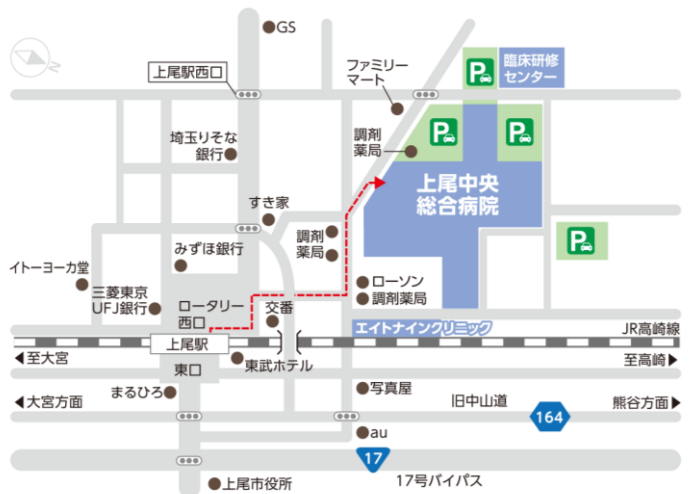 GS
N
ファミリー
マート
臨床研修
センター
P
上尾駅西口
P
P
調剤
薬局
埼玉りそな
銀行
上尾中央
総合病院
すき家
調剤
薬局
P
みずほ銀行
イトーヨーカ堂
ローソン
調剤薬局
三菱東京
UFJ銀行
ロータリー
西口
交番
エイトナインクリニック
JR高崎線
上尾駅
至大宮
東武ホテル
至高崎
東口
まるひろ
写真屋
大宮方面
旧中山道
164
熊谷方面
au
17
17号バイパス
上尾市役所